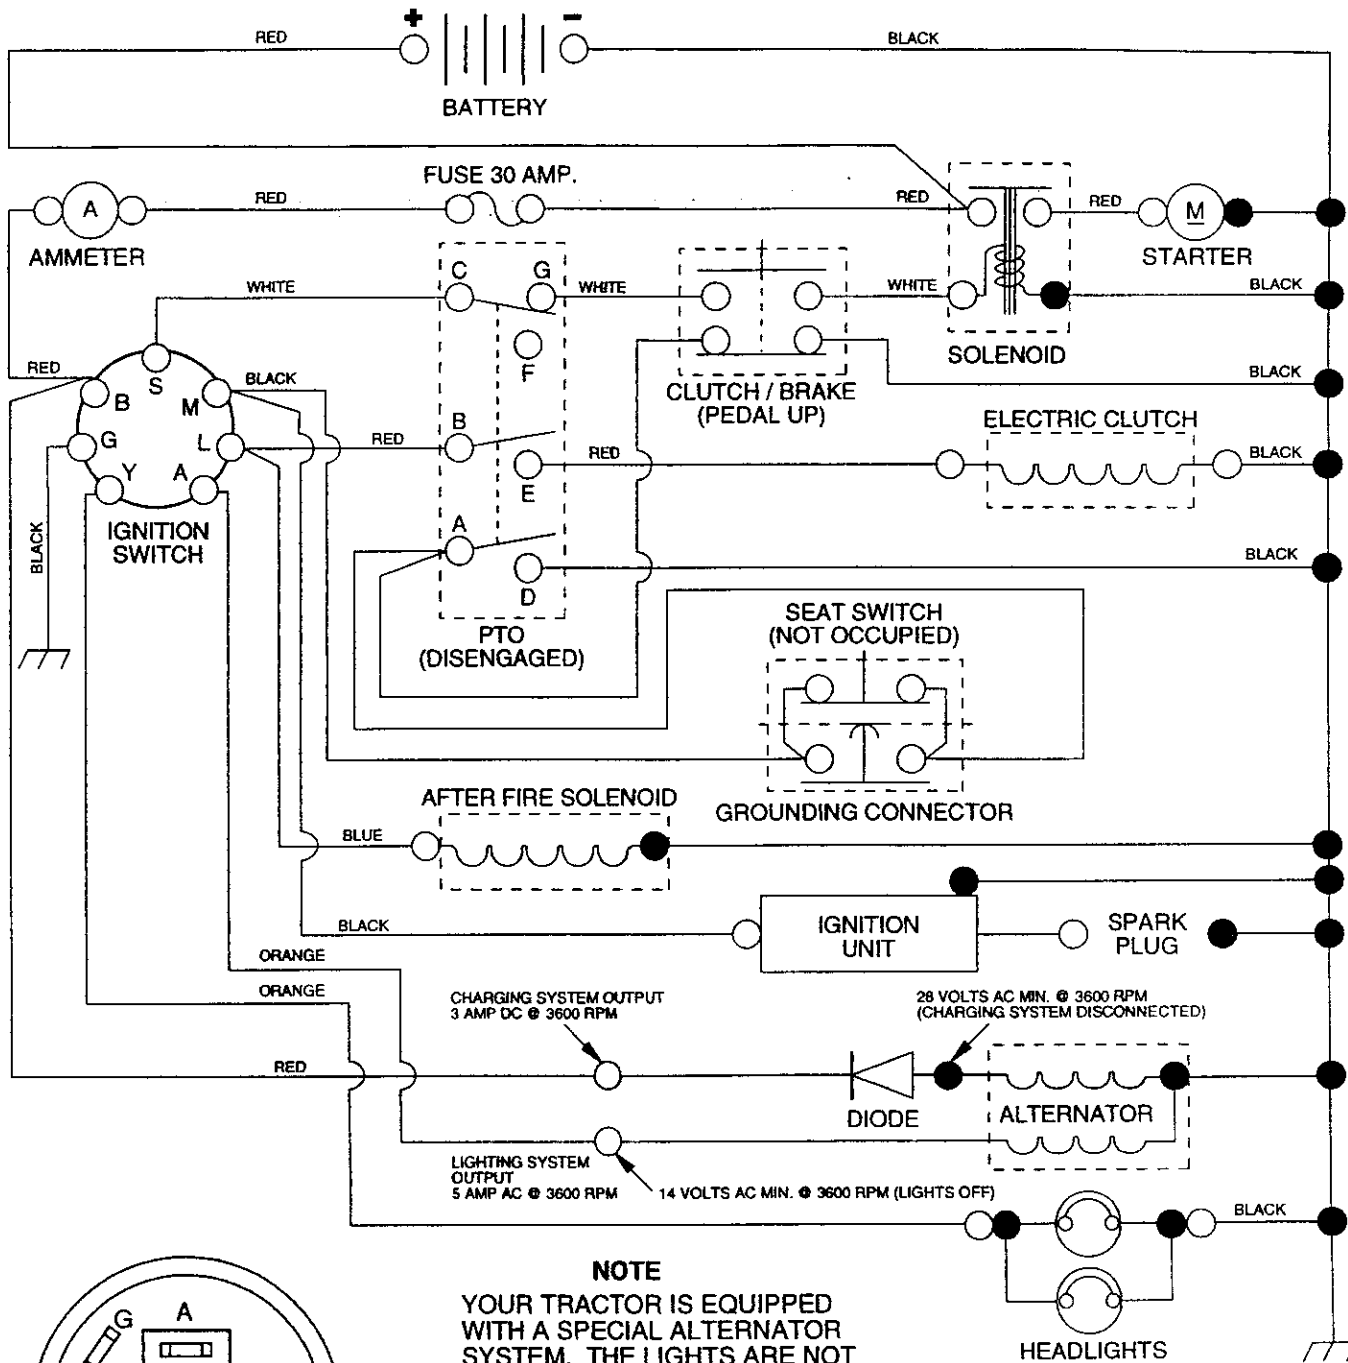 + -
RED
BLACK
BATTERY
FUSE 30 AMP.
A
RED
RED
RED
M
AMMETER
STARTER
C
G
WHITE
WHITE
WHITE
BLACK
F
SOLENOID
S
RED
BLACK
CLUTCH / BRAKE
(PEDAL UP)
BLACK
B
M
ELECTRIC CLUTCH
G
L
RED
B
RED
BLACK
Y
A
E
IGNITION
SWITCH
BLACK
A
BLACK
D
PTO
(DISENGAGED)
SEAT SWITCH
(NOT OCCUPIED)
AFTER FIRE SOLENOID
GROUNDING CONNECTOR
BLUE
BLACK
IGNITION
UNIT
SPARK
PLUG
ORANGE
ORANGE
CHARGING SYSTEM OUTPUT
3 AMP DC @ 3600 RPM
28 VOLTS AC MIN. @ 3600 RPM
(CHARGING SYSTEM DISCONNECTED)
RED
DIODE
ALTERNATOR
LIGHTING SYSTEM
OUTPUT
5 AMP AC @ 3600 RPM
14 VOLTS AC MIN. @ 3600 RPM (LIGHTS OFF)
BLACK
HEADLIGHTS
G
A
NOTE
YOUR TRACTOR IS EQUIPPED
WITH A SPECIAL ALTERNATOR
SYSTEM. THE LIGHTS ARE NOT